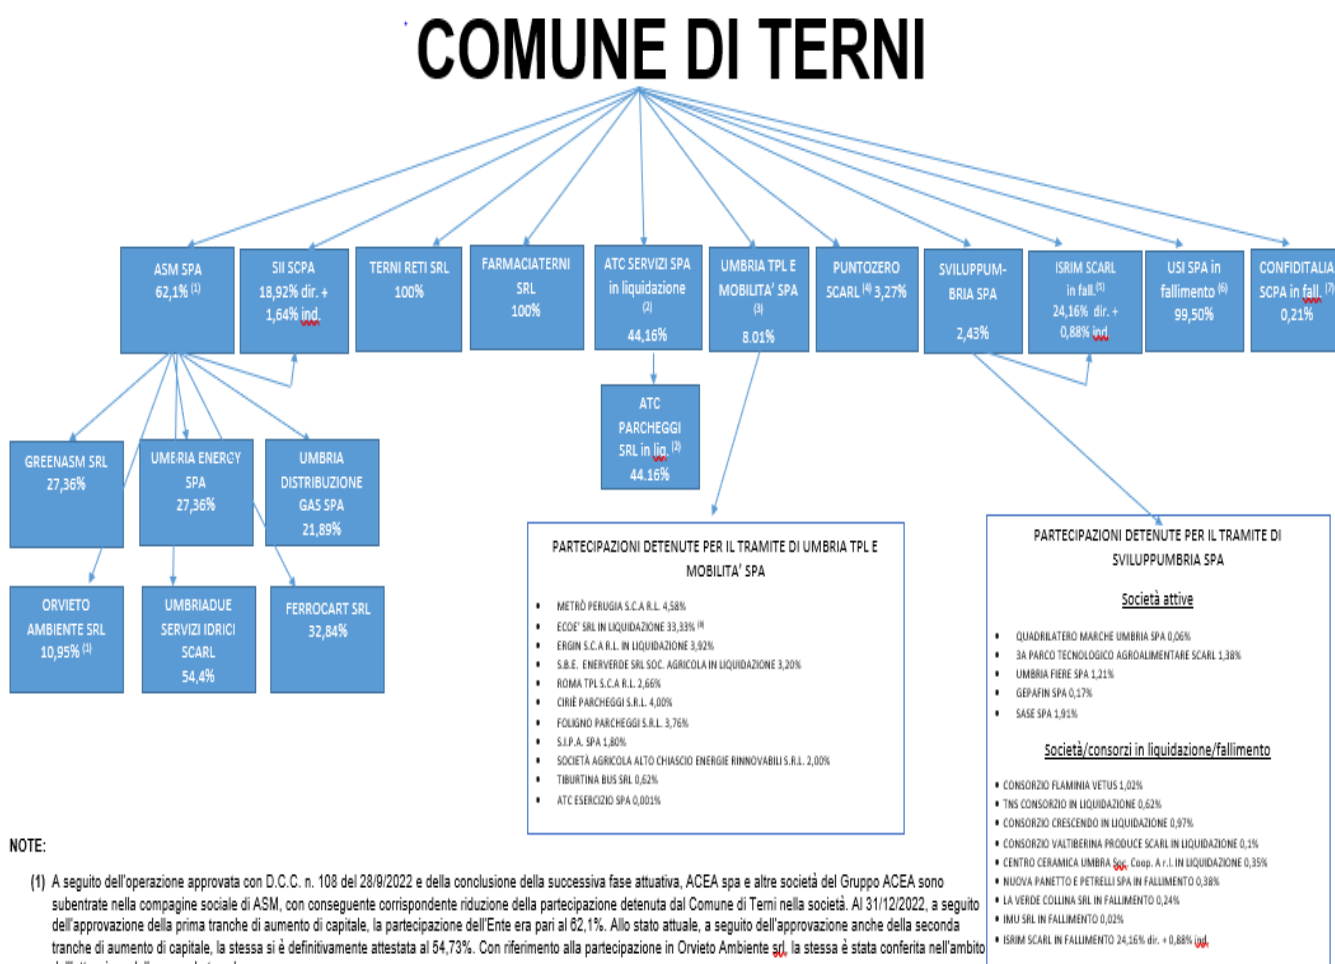 COMUNE DI TERNI
ASM SPA
62,1% (1)
SII SCPA
18,92% dir. +
1,64% ind.
TERNI RETI SRL
100%
FARMACIATERNI
SRL
100%
ATC SERVIZI SPA
in liquidazione
(2)
44,16%
UMBRIA TPL E
MOBILITA' SPA
(3)
8.01%
PUNTOZERO
SCARL (4) 3,27%
SVILUPPUM-
BRIA SPA
2,43%
ISRIM SCARL
in fall.(5)
24,16% dir. +
0,88% ind.
USI SPA in
fallimento (6)
99,50%
CONFIDITALIA
SCPA in fall. (7)
0,21%
ATC
PARCHEGGI
SRL in liq. (2)
44.16%
GREENASM SRL
27,36%
UMBRIA ENERGY
SPA
27,36%
UMBRIA
DISTRIBUZIONE
GAS SPA
21,89%
ORVIETO
AMBIENTE SRL
10,95% (1)
UMBRIADUE
SERVIZI IDRICI
SCARL
54,4%
FERROCART SRL
32,84%
PARTECIPAZIONI DETENUTE PER IL TRAMITE DI UMBRIA TPL E
MOBILITA' SPA
• METRÒ PERUGIA S.C.A R.L. 4,58%
• ECOE' SRL IN LIQUIDAZIONE 33,33% (8)
• ERGIN S.C.A R.L. IN LIQUIDAZIONE 3,92%
• S.B.E. ENERVERDE SRL SOC. AGRICOLA IN LIQUIDAZIONE 3,20%
• ROMA TPL S.C.A R.L. 2,66%
• CIRIÈ PARCHEGGI S.R.L. 4,00%
• FOLIGNO PARCHEGGI S.R.L. 3,76%
• S.I.P.A. SPA 1,80%
• SOCIETÀ AGRICOLA ALTO CHIASCIO ENERGIE RINNOVABILI S.R.L. 2,00%
• TIBURTINA BUS SRL 0,62%
• ATC ESERCIZIO SPA 0,001%
PARTECIPAZIONI DETENUTE PER IL TRAMITE DI
SVILUPPUMBRIA SPA
Società attive
• QUADRILATERO MARCHE UMBRIA SPA 0,06%
• 3A PARCO TECNOLOGICO AGROALIMENTARE SCARL 1,38%
• UMBRIA FIERE SPA 1,21%
• GEPAFIN SPA 0,17%
• SASE SPA 1,91%
Società/consorzi in liquidazione/fallimento
• CONSORZIO FLAMINIA VETUS 1,02%
• TNS CONSORZIO IN LIQUIDAZIONE 0,62%
• CONSORZIO CRESCENDO IN LIQUIDAZIONE 0,97%
• CONSORZIO VALTIBERINA PRODUCE SCARL IN LIQUIDAZIONE 0,1%
• CENTRO CERAMICA UMBRA Soc. Coop. A r.l. IN LIQUIDAZIONE 0,35%
• NUOVA PANETTO E PETRELLI SPA IN FALLIMENTO 0,38%
• LA VERDE COLLINA SRL IN FALLIMENTO 0,24%
• IMU SRL IN FALLIMENTO 0,02%
• ISRIM SCARL IN FALLIMENTO 24,16% dir. + 0,88% ind.
NOTE:
(1) A seguito dell'operazione approvata con D.C.C. n. 108 del 28/9/2022 e della conclusione della successiva fase attuativa, ACEA spa e altre società del Gruppo ACEA sono
subentrate nella compagine sociale di ASM, con conseguente corrispondente riduzione della partecipazione detenuta dal Comune di Terni nella società. Al 31/12/2022, a seguito
dell'approvazione della prima tranche di aumento di capitale, la partecipazione dell'Ente era pari al 62,1%. Allo stato attuale, a seguito dell'approvazione anche della seconda
tranche di aumento di capitale, la stessa si è definitivamente attestata al 54,73%. Con riferimento alla partecipazione in Orvieto Ambiente srl, la stessa è stata conferita nell'ambito